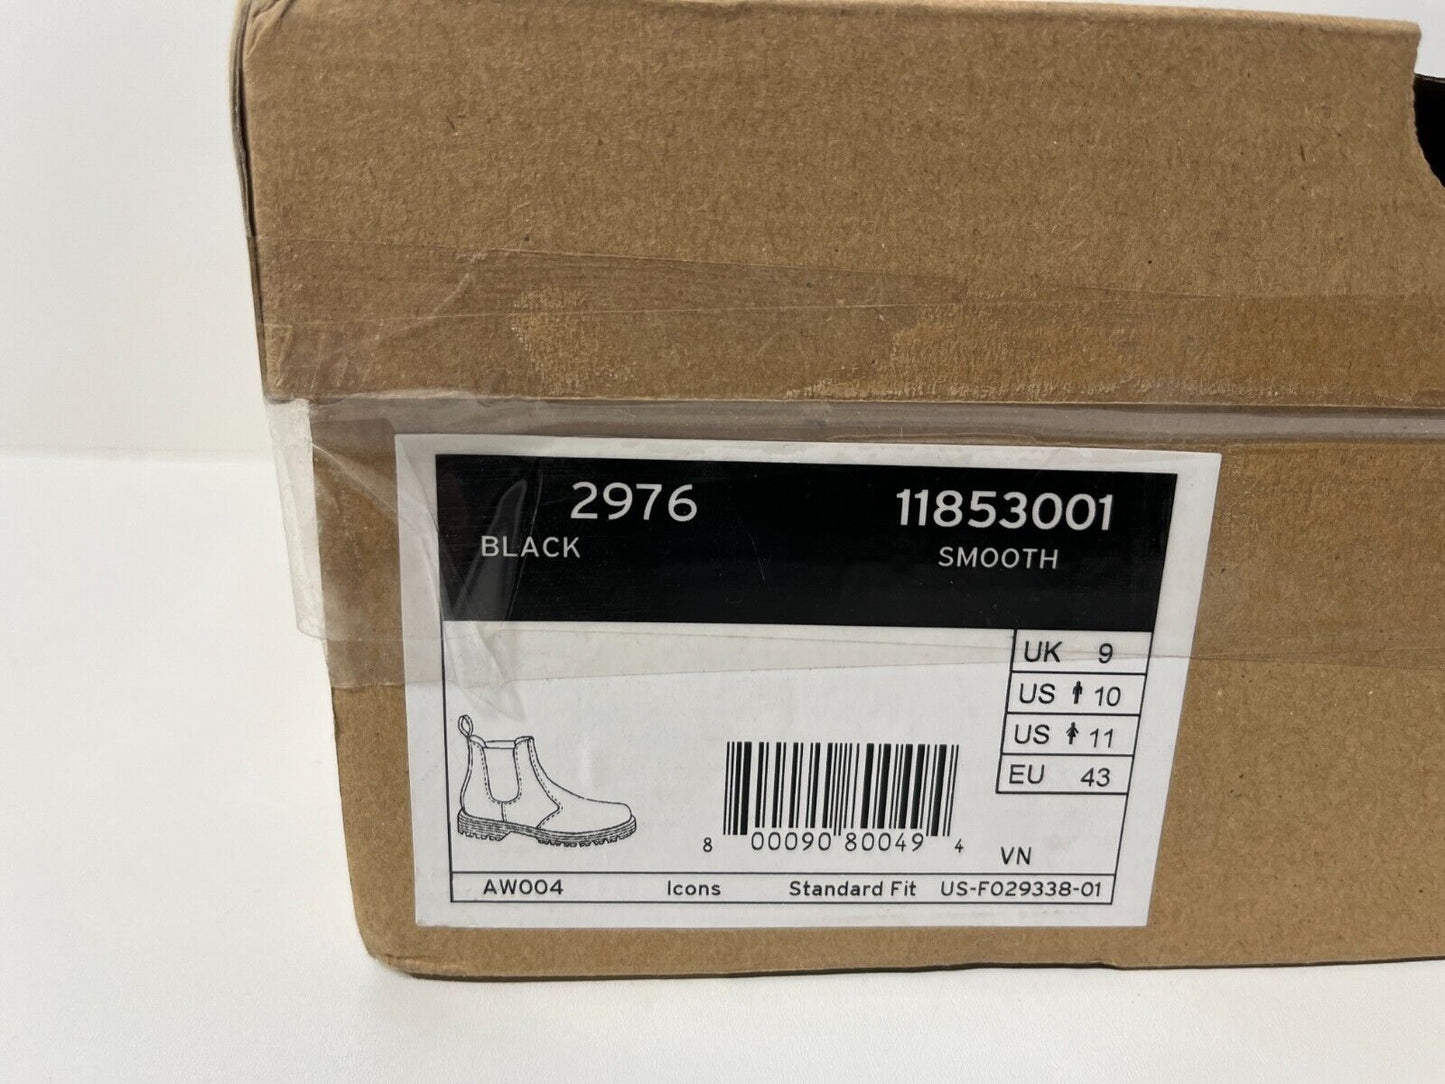 2976 11853001
BLACK SMOOTH
UK 9
US 10
US 11
EU 43
8 00090 80049 4
VN
AW004 Icons Standard Fit US-F029338-01